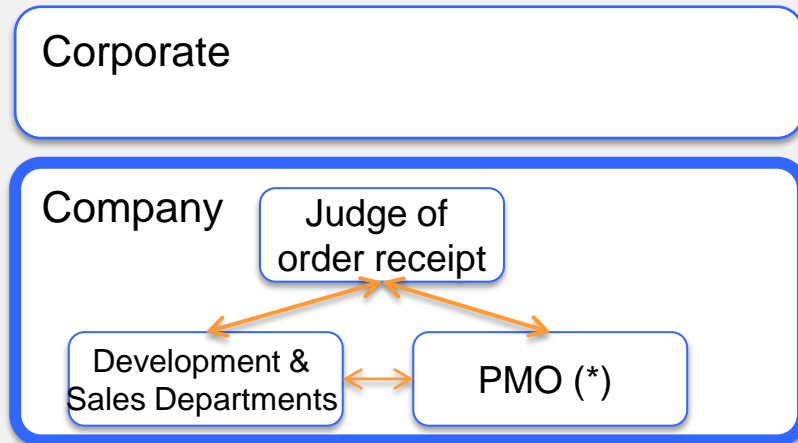 Corporate
Company
Judge of
order receipt
Development &
Sales Departments
PMO (*)